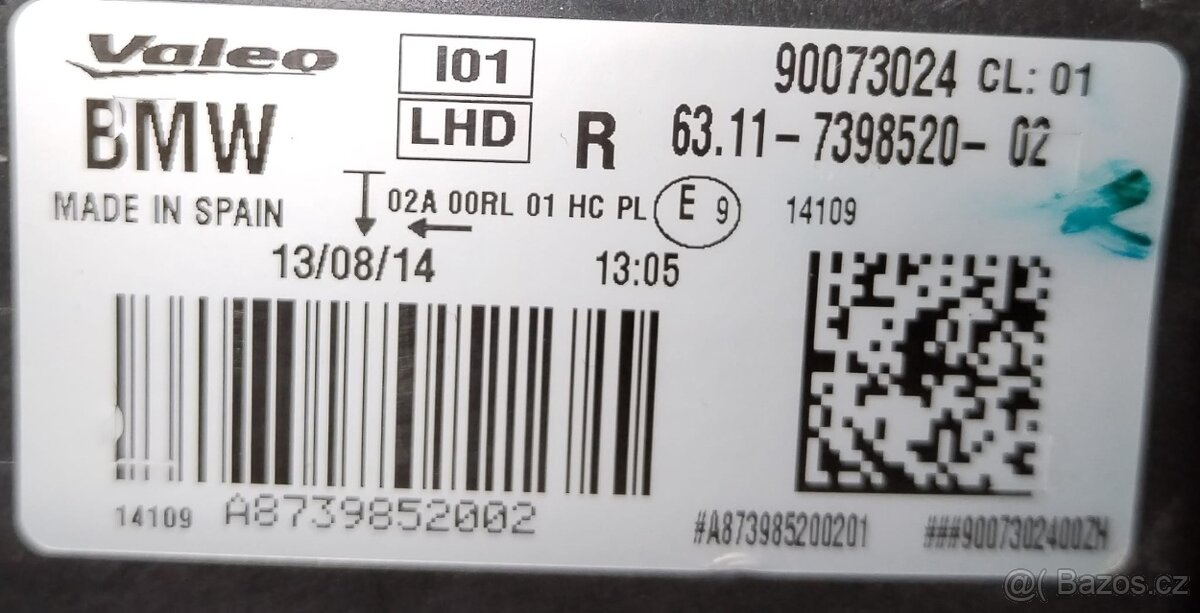 Valeo I01 90073024 CL: 01
BMW LHD R 63.11-7398520-02
MADE IN SPAIN 02A 00RL 01 HC PL E 9 14109
13/08/14 13:05
14109 A8739852002 #A873985200201 ###9007302400ZH
@( Bazos.cz